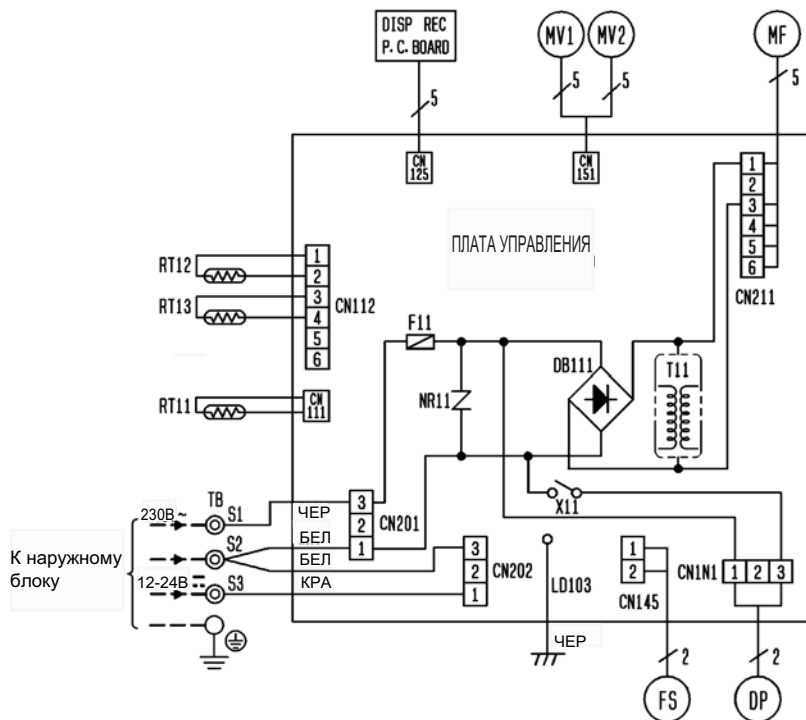 DISP REC
P.C. BOARD
MV1
MV2
MF
5
5
5
5
CN
125
CN
151
1
2
3
4
5
6
CN211
ПЛАТА УПРАВЛЕНИЯ
RT12
RT13
1
2
3
4
5
6
CN112
F11
DB111
T11
NR11
RT11
CN
111
X11
230В ~
TB
S1
ЧЕР
3
2
1
CN201
К наружному
блоку
S2
БЕЛ
БЕЛ
3
2
1
CN202
12-24В
S3
КРА
LD103
ЧЕР
1
2
CN145
CN1N1
1
2
3
2
2
FS
DP